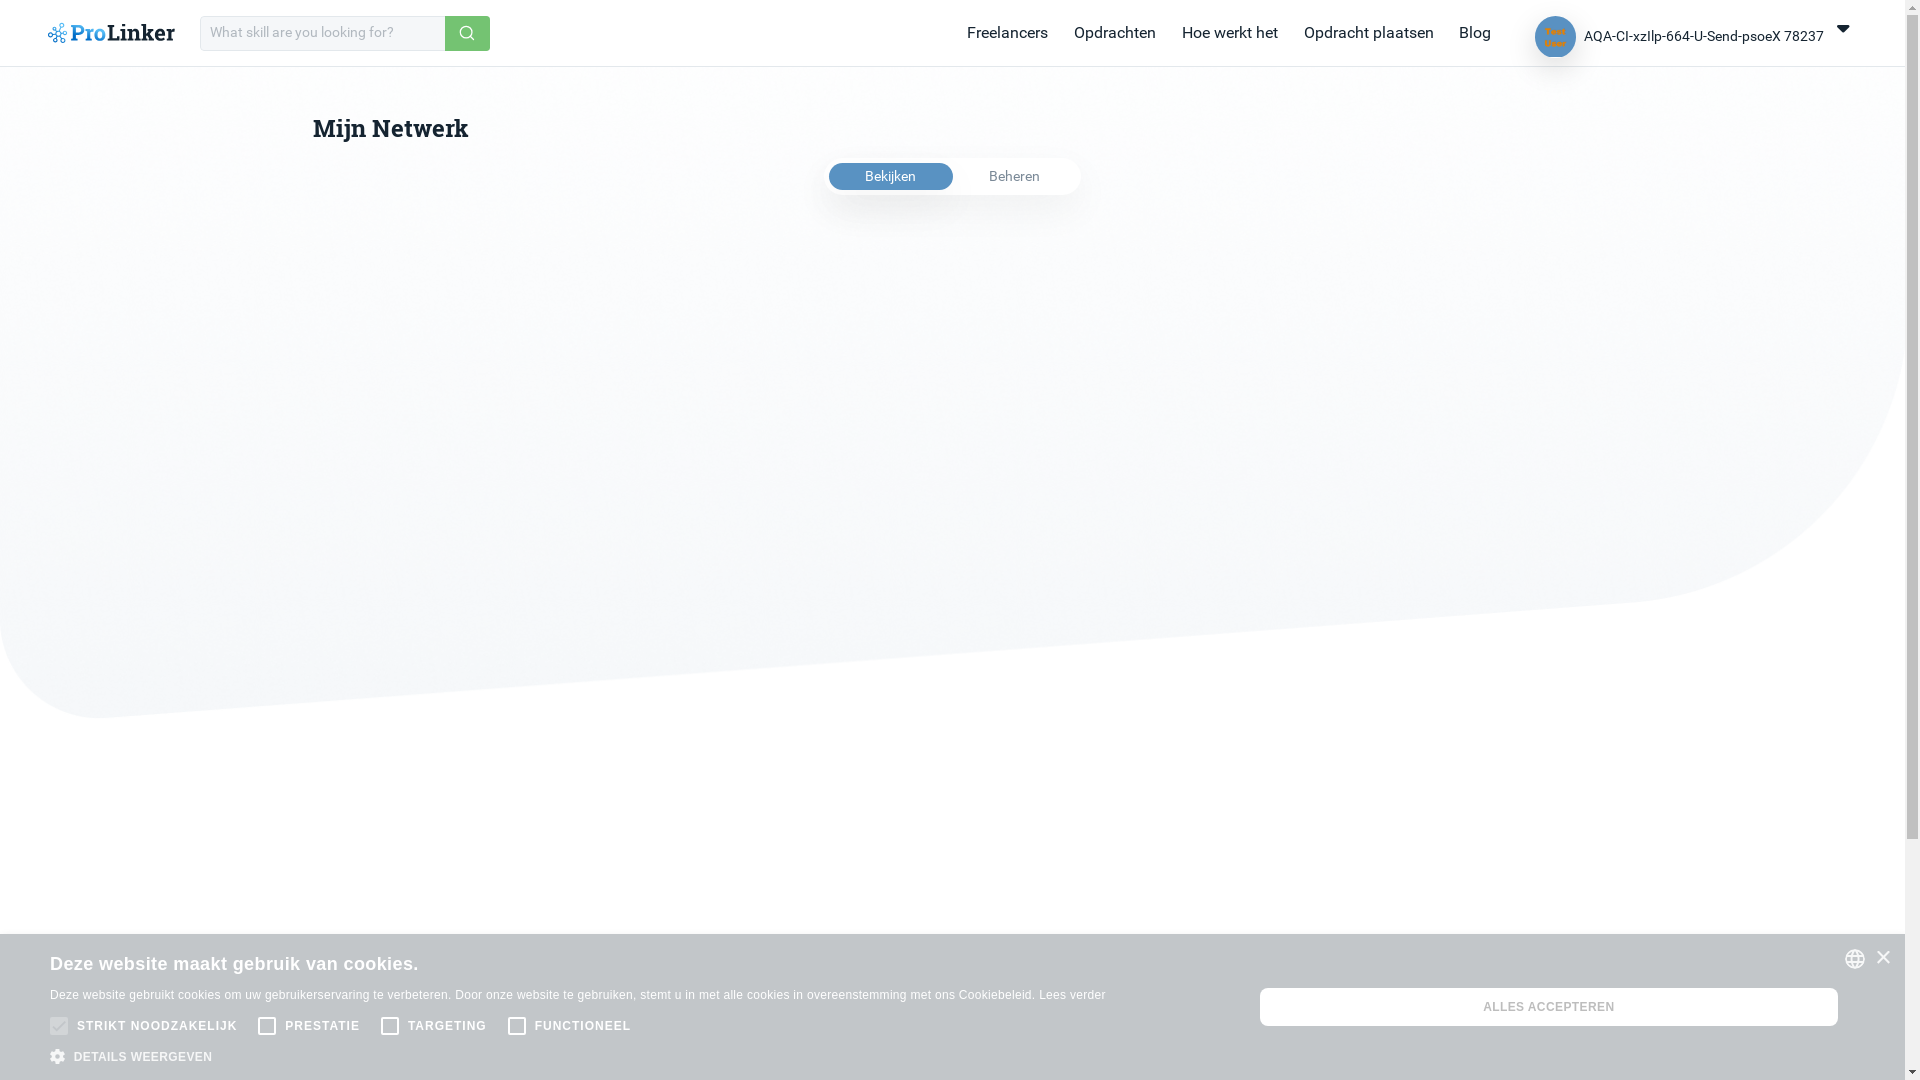 ProLinker
What skill are you looking for?
Freelancers
Opdrachten
Hoe werkt het
Opdracht plaatsen
Blog
Test User
AQA-CI-xzIlp-664-U-Send-psoeX 78237
Mijn Netwerk
Bekijken
Beheren
Deze website maakt gebruik van cookies.
Deze website gebruikt cookies om uw gebruikerservaring te verbeteren. Door onze website te gebruiken, stemt u in met alle cookies in overeenstemming met ons Cookiebeleid. Lees verder
STRIKT NOODZAKELIJK
PRESTATIE
TARGETING
FUNCTIONEEL
DETAILS WEERGEVEN
ALLES ACCEPTEREN